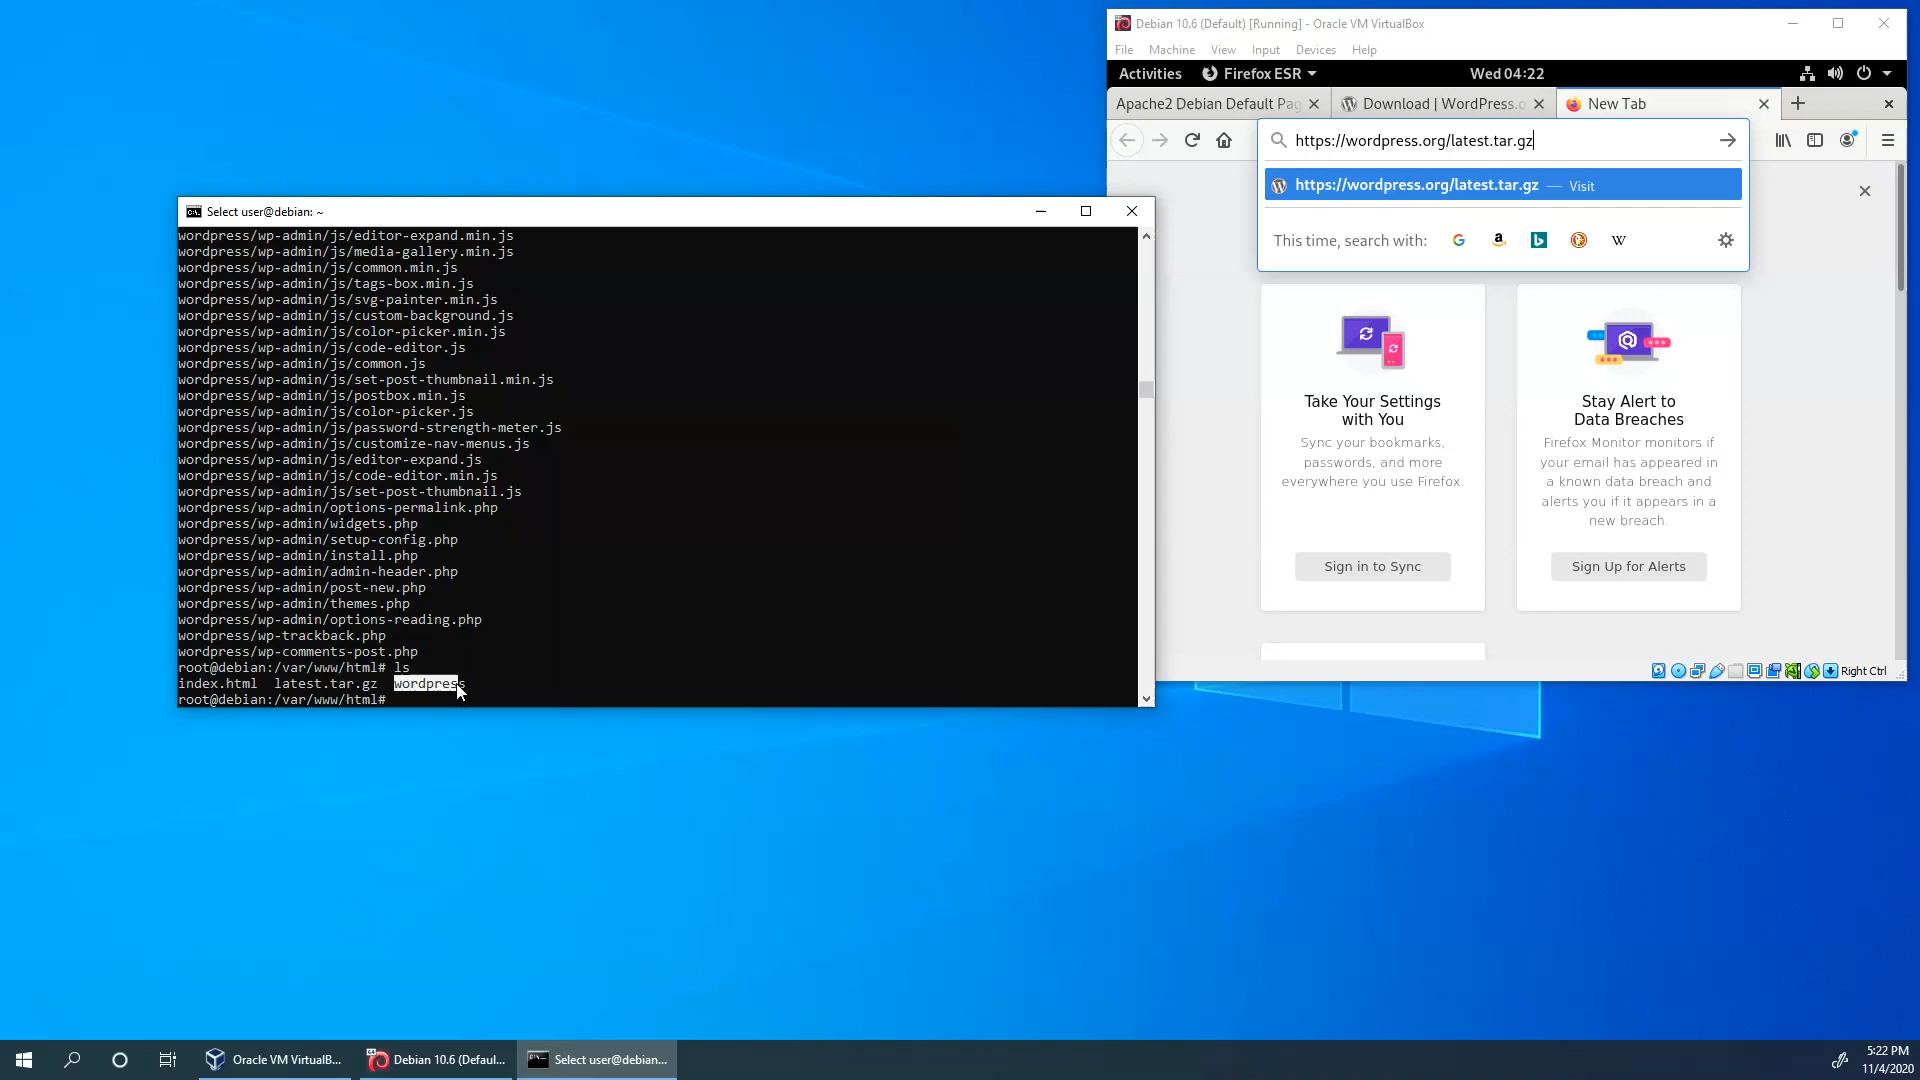 Debian 10.6 (Default) [Running] - Oracle VM VirtualBox
File Machine View Input Devices Help
Activities Firefox ESR Wed 04:22
Apache2 Debian Default Pag Download | WordPress.o New Tab
https://wordpress.org/latest.tar.gz
https://wordpress.org/latest.tar.gz — Visit
This time, search with:
Take Your Settings
with You
Sync your bookmarks,
passwords, and more
everywhere you use Firefox.
Sign in to Sync
Stay Alert to
Data Breaches
Firefox Monitor monitors if
your email has appeared in
a known data breach and
alerts you if it appears in a
new breach.
Sign Up for Alerts
Right Ctrl
Select user@debian: ~
wordpress/wp-admin/js/editor-expand.min.js
wordpress/wp-admin/js/media-gallery.min.js
wordpress/wp-admin/js/common.min.js
wordpress/wp-admin/js/tags-box.min.js
wordpress/wp-admin/js/svg-painter.min.js
wordpress/wp-admin/js/custom-background.js
wordpress/wp-admin/js/color-picker.min.js
wordpress/wp-admin/js/code-editor.js
wordpress/wp-admin/js/common.js
wordpress/wp-admin/js/set-post-thumbnail.min.js
wordpress/wp-admin/js/postbox.min.js
wordpress/wp-admin/js/color-picker.js
wordpress/wp-admin/js/password-strength-meter.js
wordpress/wp-admin/js/customize-nav-menus.js
wordpress/wp-admin/js/editor-expand.js
wordpress/wp-admin/js/code-editor.min.js
wordpress/wp-admin/js/set-post-thumbnail.js
wordpress/wp-admin/options-permalink.php
wordpress/wp-admin/widgets.php
wordpress/wp-admin/setup-config.php
wordpress/wp-admin/install.php
wordpress/wp-admin/admin-header.php
wordpress/wp-admin/post-new.php
wordpress/wp-admin/themes.php
wordpress/wp-admin/options-reading.php
wordpress/wp-trackback.php
wordpress/wp-comments-post.php
root@debian:/var/www/html# ls
index.html latest.tar.gz wordpress
root@debian:/var/www/html#
Oracle VM VirtualB... Debian 10.6 (Defaul... Select user@debian...
5:22 PM
11/4/2020